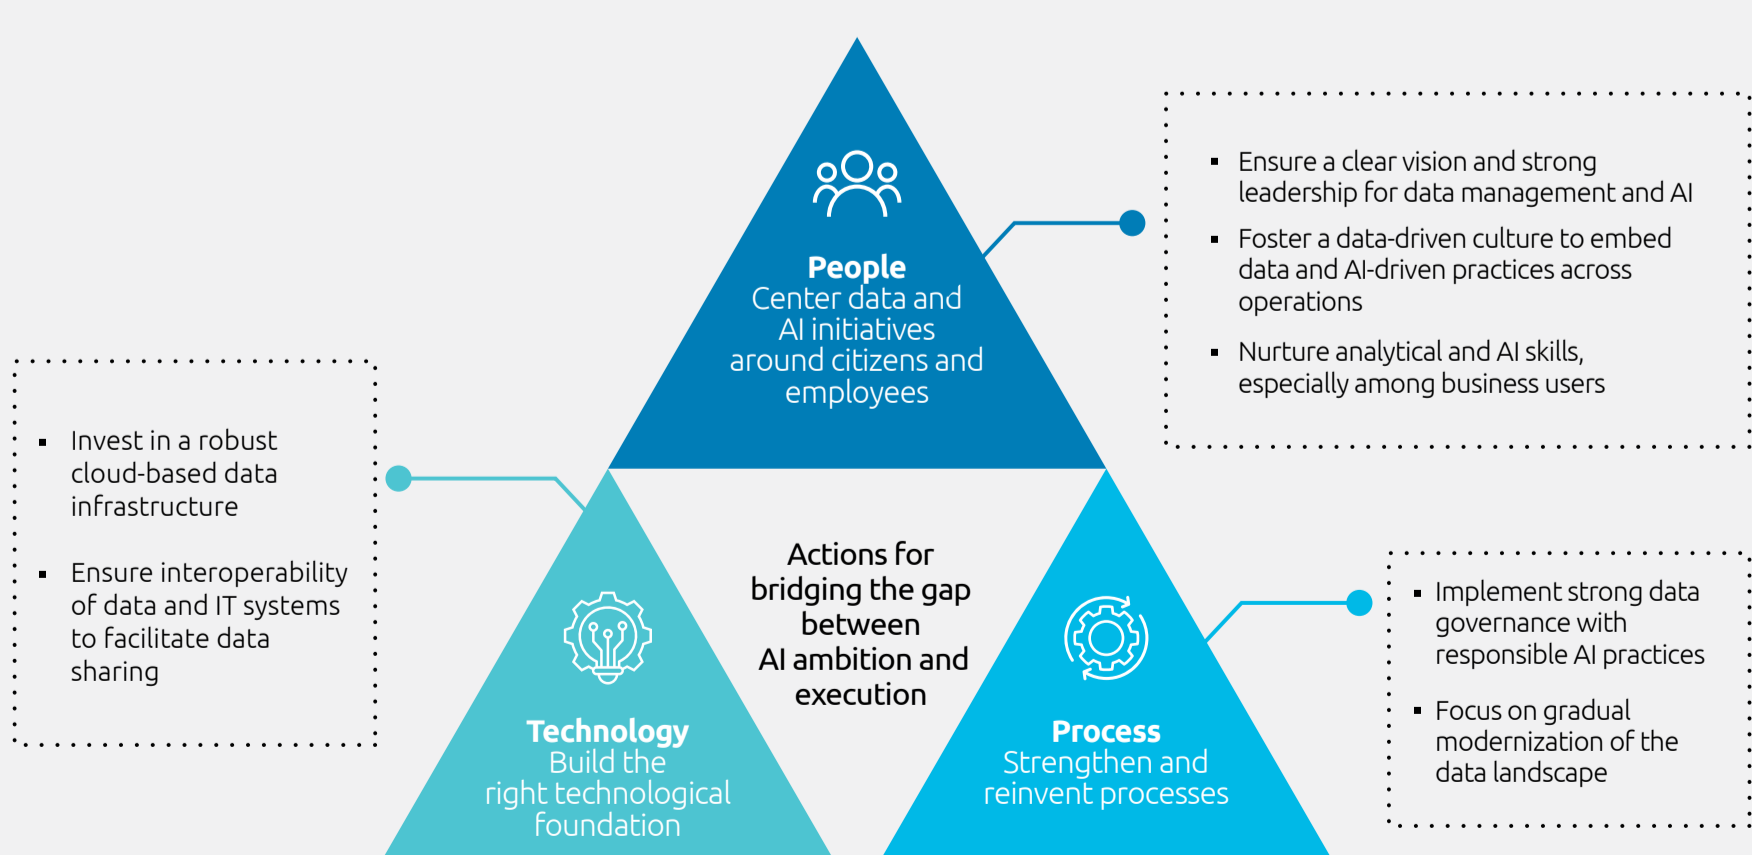 People
Center data and
AI initiatives
around citizens and
employees
▪ Ensure a clear vision and strong
leadership for data management and AI
▪ Foster a data-driven culture to embed
data and AI-driven practices across
operations
▪ Nurture analytical and AI skills,
especially among business users
▪ Invest in a robust
cloud-based data
infrastructure
▪ Ensure interoperability
of data and IT systems
to facilitate data
sharing
Actions for
bridging the gap
between
AI ambition and
execution
Technology
Build the
right technological
foundation
Process
Strengthen and
reinvent processes
▪ Implement strong data
governance with
responsible AI practices
▪ Focus on gradual
modernization of the
data landscape